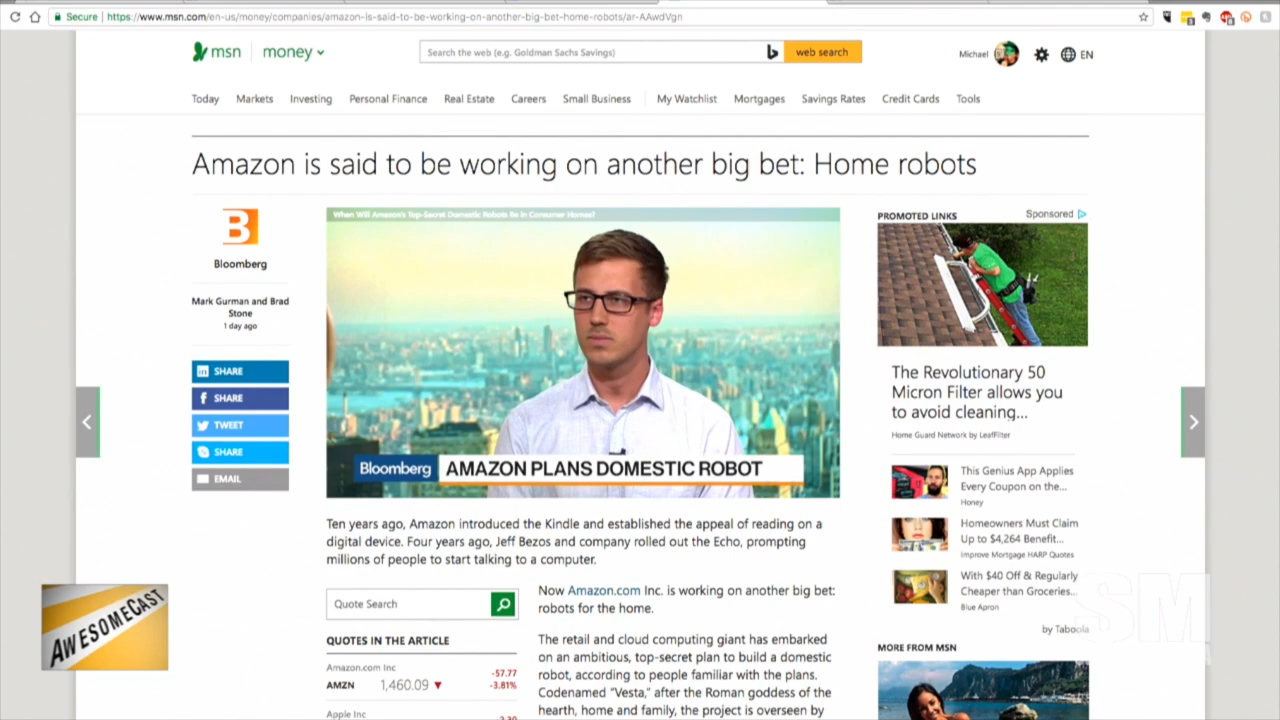 Secure
https://www.msn.com/en-us/money/companies/amazon-is-said-to-be-working-on-another-big-bet-home-robots/ar-AAwdVgn
msn
money
Search the web (e.g. Goldman Sachs Savings)
web search
Michael
EN
Today
Markets
Investing
Personal Finance
Real Estate
Careers
Small Business
My Watchlist
Mortgages
Savings Rates
Credit Cards
Tools
Amazon is said to be working on another big bet: Home robots
B
Bloomberg
Mark Gurman and Brad
Stone
1 day ago
SHARE
SHARE
TWEET
SHARE
EMAIL
When Will Amazon's Top-Secret Domestic Robots Be in Consumer Homes?
Bloomberg
AMAZON PLANS DOMESTIC ROBOT
Ten years ago, Amazon introduced the Kindle and established the appeal of reading on a
digital device. Four years ago, Jeff Bezos and company rolled out the Echo, prompting
millions of people to start talking to a computer.
Quote Search
QUOTES IN THE ARTICLE
Amazon.com Inc
AMZN
1,460.09
-57.77
-3.81%
Apple Inc
Now Amazon.com Inc. is working on another big bet:
robots for the home.
The retail and cloud computing giant has embarked
on an ambitious, top-secret plan to build a domestic
robot, according to people familiar with the plans.
Codenamed “Vesta,” after the Roman goddess of the
hearth, home and family, the project is overseen by
PROMOTED LINKS
Sponsored
The Revolutionary 50
Micron Filter allows you
to avoid cleaning...
Home Guard Network by LeafFilter
This Genius App Applies
Every Coupon on the...
Honey
Homeowners Must Claim
Up to $4,264 Benefit...
Improve Mortgage HARP Quotes
With $40 Off & Regularly
Cheaper than Groceries...
Blue Apron
by Taboola
MORE FROM MSN
AWESOMECAST
SM